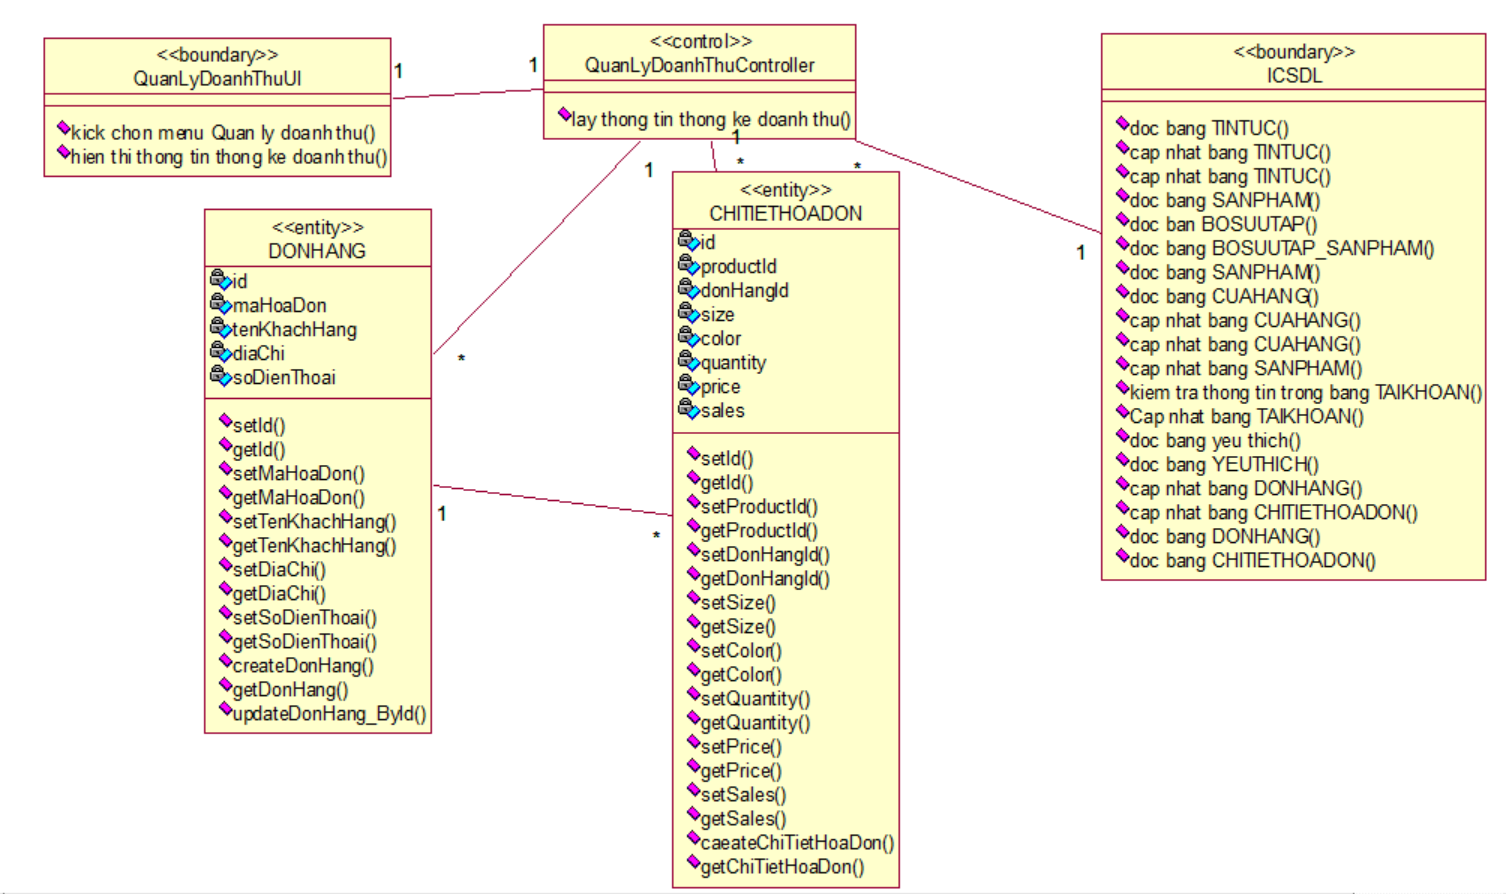 <<boundary>>
QuanLyDoanhThuUI
kick chon menu Quan ly doanh thu()
hien thi thong tin thong ke doanh thu()
1
1
<<control>>
QuanLyDoanhThuController
lay thong tin thong ke doanh thu()
1
*
1
*
1
*
<<boundary>>
ICSDL
doc bang TINTUC()
cap nhat bang TINTUC()
cap nhat bang TINTUC()
doc bang SANPHAM()
doc ban BOSUUTAP()
doc bang BOSUUTAP_SANPHAM()
doc bang SANPHAM()
doc bang CUAHANG()
cap nhat bang CUAHANG()
cap nhat bang CUAHANG()
cap nhat bang SANPHAM()
kiem tra thong tin trong bang TAIKHOAN()
Cap nhat bang TAIKHOAN()
doc bang yeu thich()
doc bang YEUTHICH()
cap nhat bang DONHANG()
cap nhat bang CHITIETHOADON()
doc bang DONHANG()
doc bang CHITIETHOADON()
<<entity>>
DONHANG
id
maHoaDon
tenKhachHang
diaChi
soDienThoai
setId()
getId()
setMaHoaDon()
getMaHoaDon()
setTenKhachHang()
getTenKhachHang()
setDiaChi()
getDiaChi()
setSoDienThoai()
getSoDienThoai()
createDonHang()
getDonHang()
updateDonHang_ById()
1
*
<<entity>>
CHITIETHOADON
id
productId
donHangId
size
color
quantity
price
sales
setId()
getId()
setProductId()
getProductId()
setDonHangId()
getDonHangId()
setSize()
getSize()
setColor()
getColor()
setQuantity()
getQuantity()
setPrice()
getPrice()
setSales()
getSales()
caeateChiTietHoaDon()
getChiTietHoaDon()